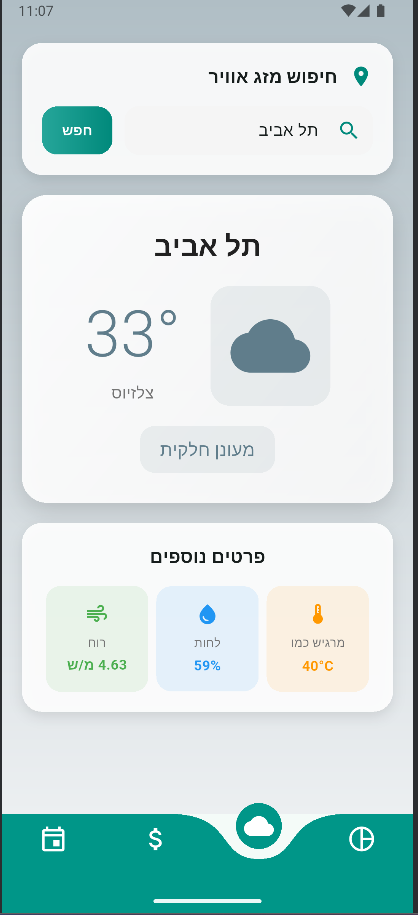 11:07
חיפוש מזג אוויר
תל אביב
חפש
תל אביב
33°
צלזיוס
מעונן חלקית
פרטים נוספים
מרגיש כמו
40°C
לחות
59%
רוח
4.63 מ/ש